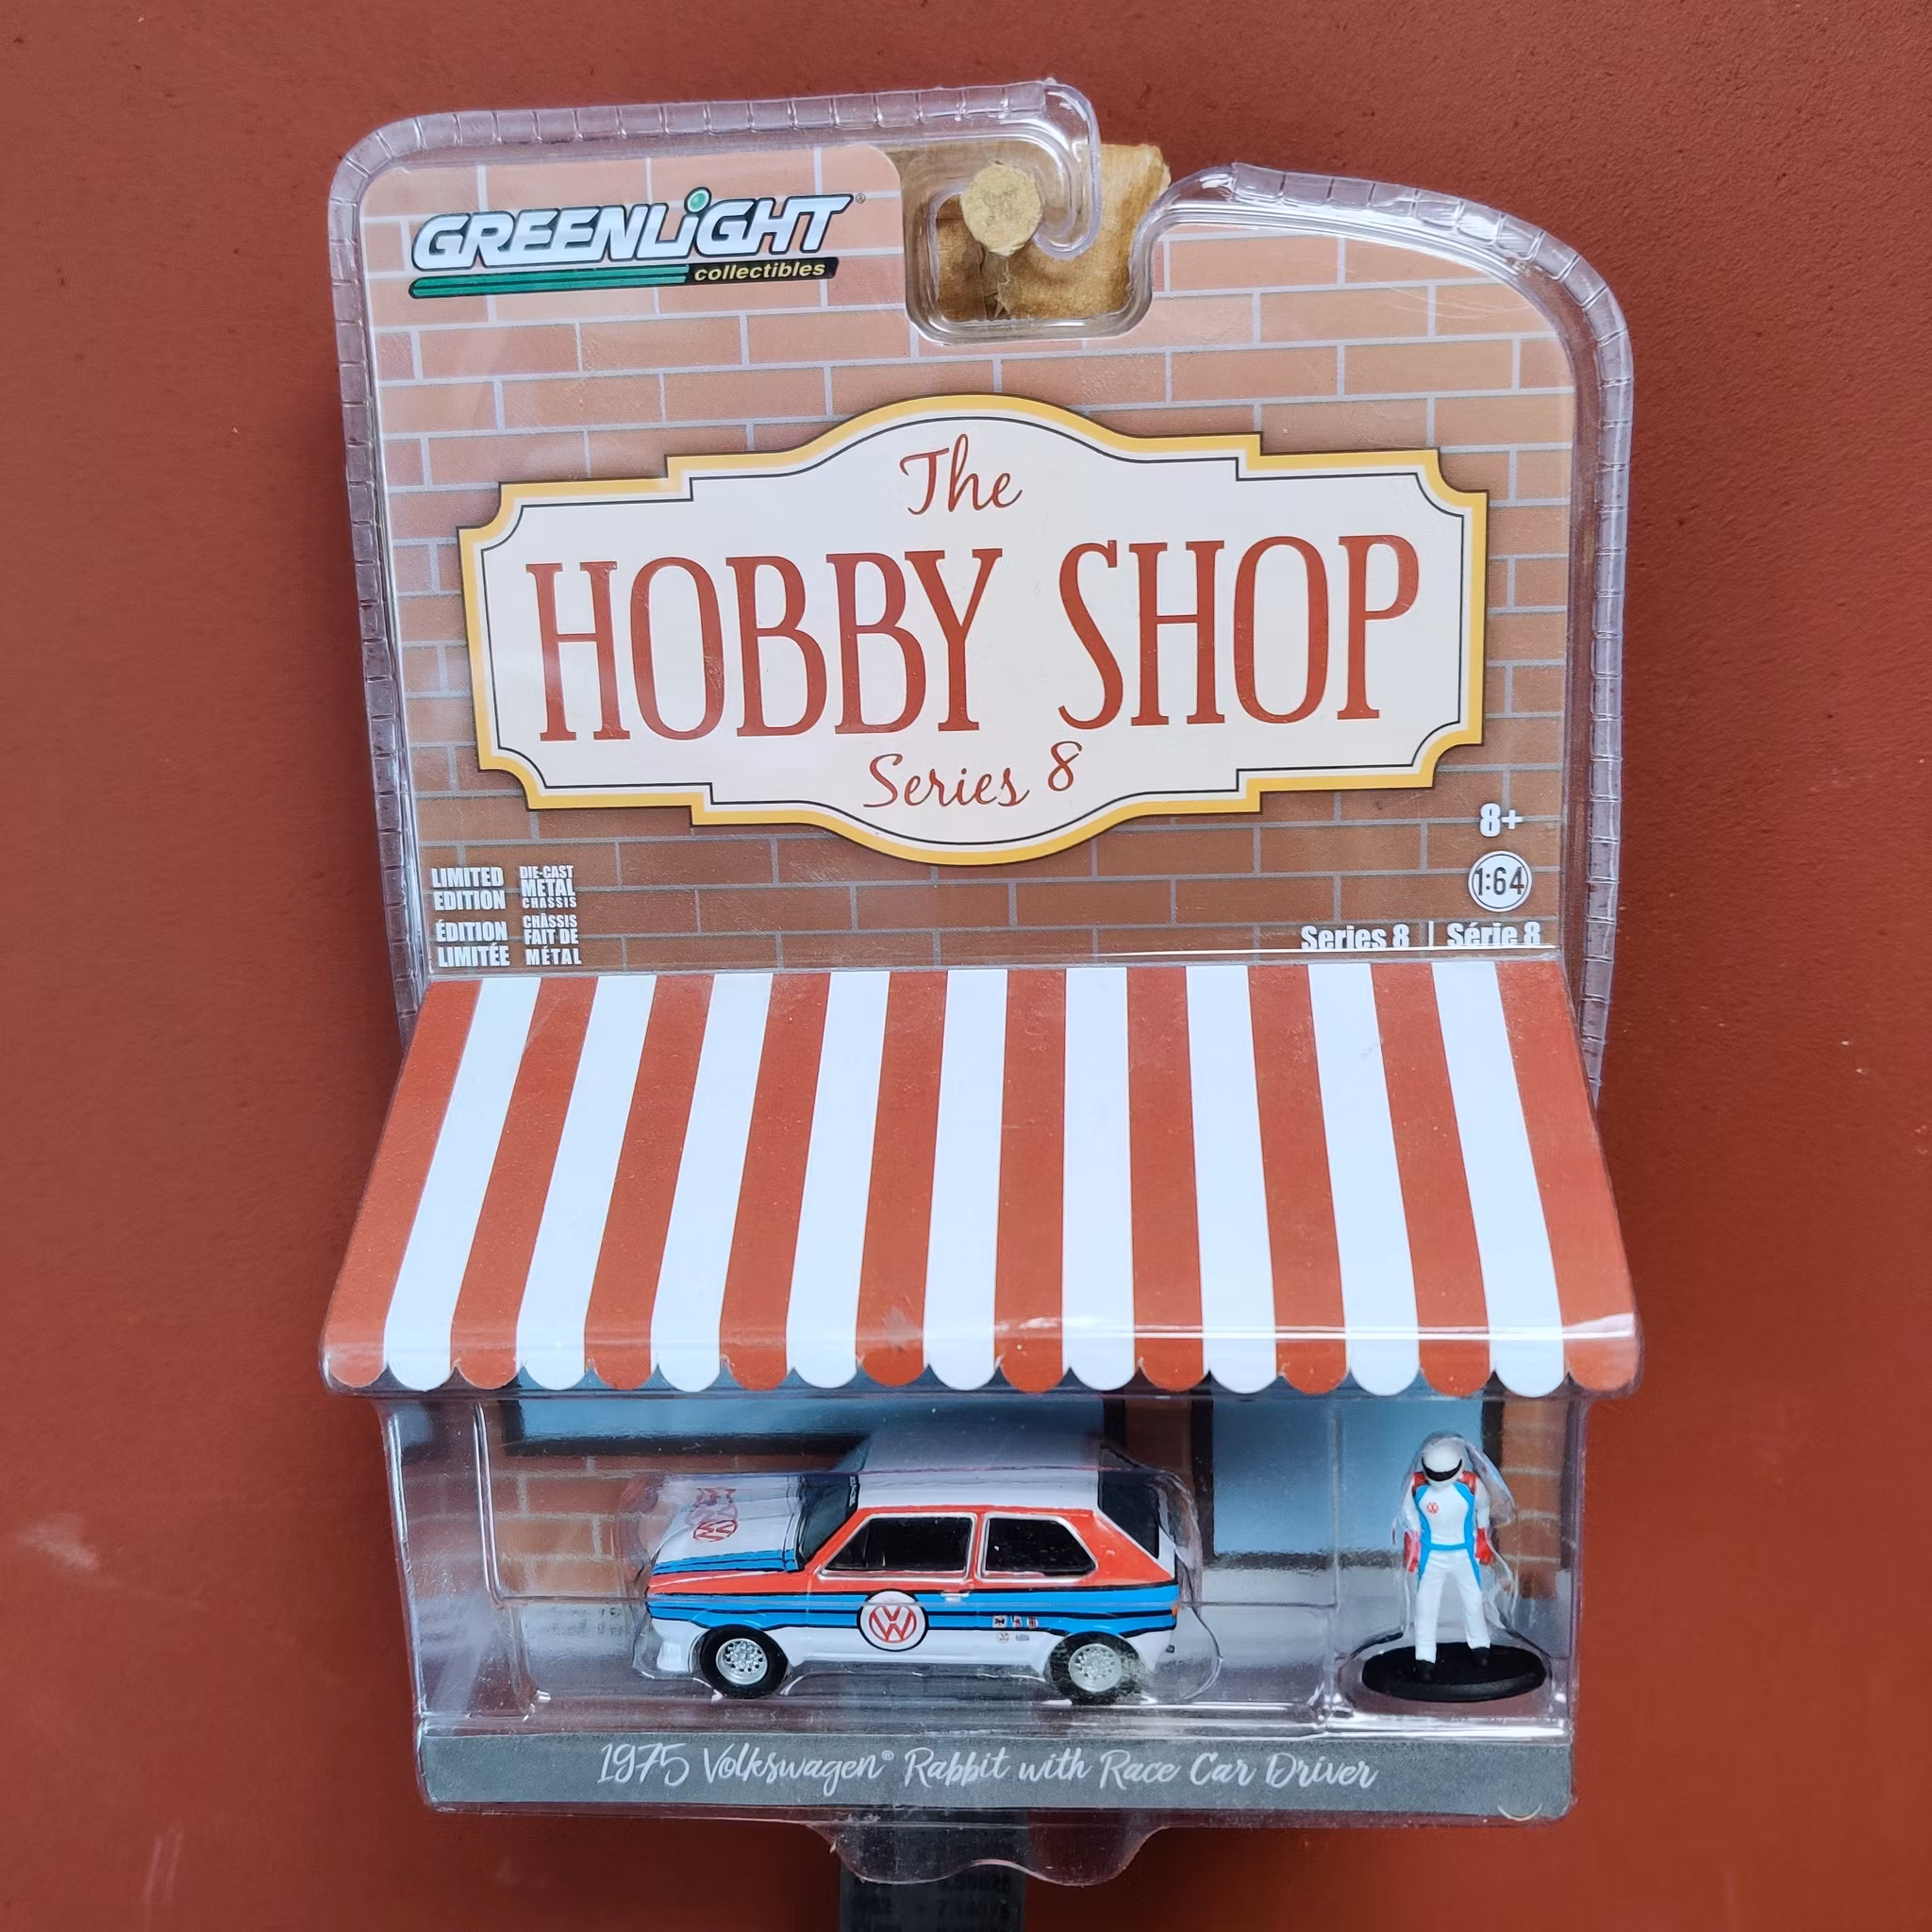 GREENLIGHT®
collectibles
The
HOBBY SHOP
Series 8
8+
1:64
LIMITED
EDITION
DIE-CAST
METAL
CHASSIS
ÉDITION
LIMITÉE
CHÂSSIS
FAIT DE
MÉTAL
Series 8 | Série 8
1975 Volkswagen® Rabbit with Race Car Driver